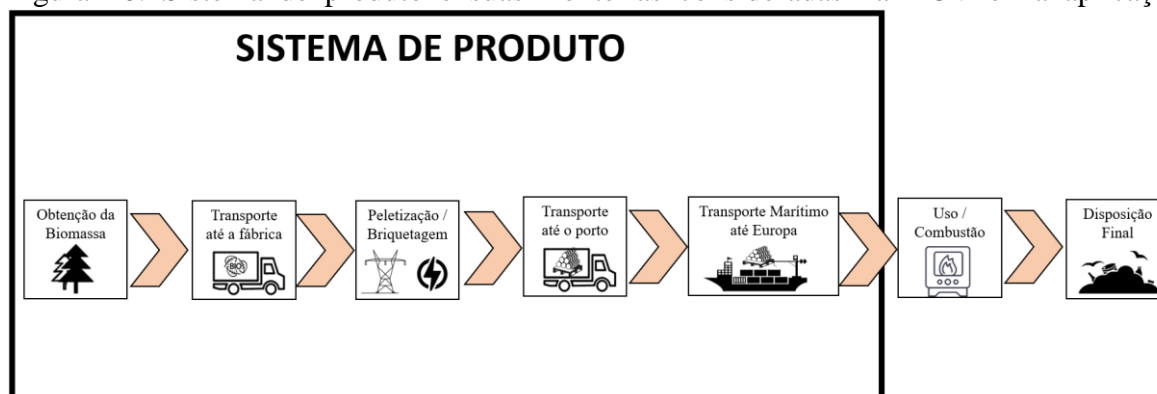 SISTEMA DE PRODUTO
Obtenção da
Biomassa
Transporte
até a fábrica
BIO
Peletização /
Briquetagem
Transporte
até o porto
Transporte Marítimo
até Europa
Uso /
Combustão
Disposição
Final